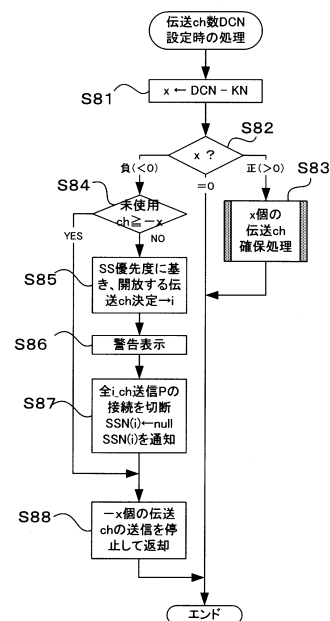 伝送ch数DCN
設定時の処理
S81
x ← DCN − KN
S82
x ?
負(<0)
=0
正(>0)
S83
x個の
伝送ch
確保処理
S84
未使用
ch≧−x
YES
NO
S85
SS優先度に基
き、開放する伝
送ch決定→i
S86
警告表示
S87
全i_ch送信Pの
接続を切断
SSN(i)←null
SSN(i)を通知
S88
−x個の伝送
chの送信を停
止して返却
エンド